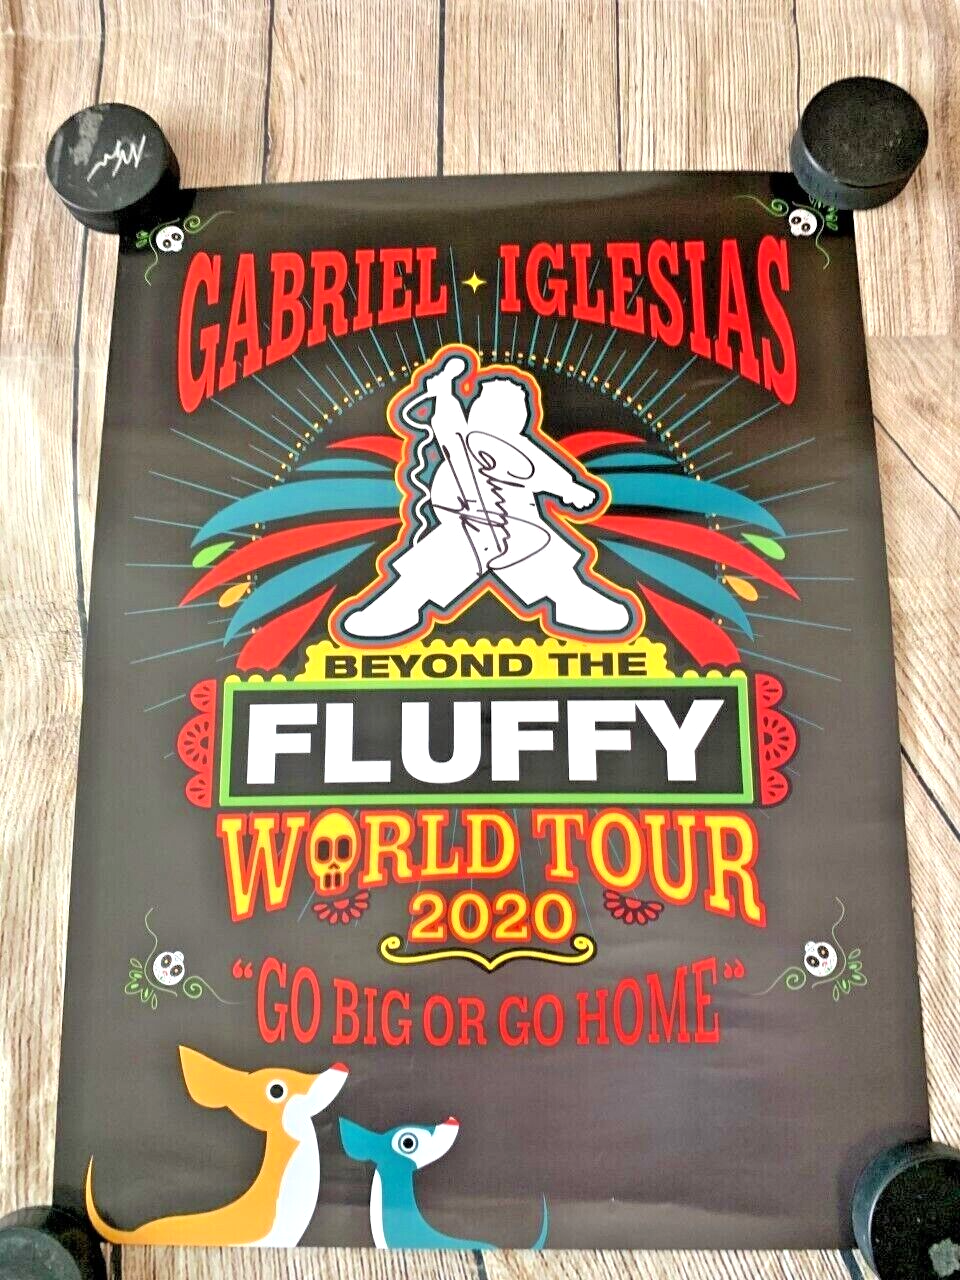 GABRIEL IGLESIAS
BEYOND THE
FLUFFY
WORLD TOUR
2020
"GO BIG OR GO HOME"